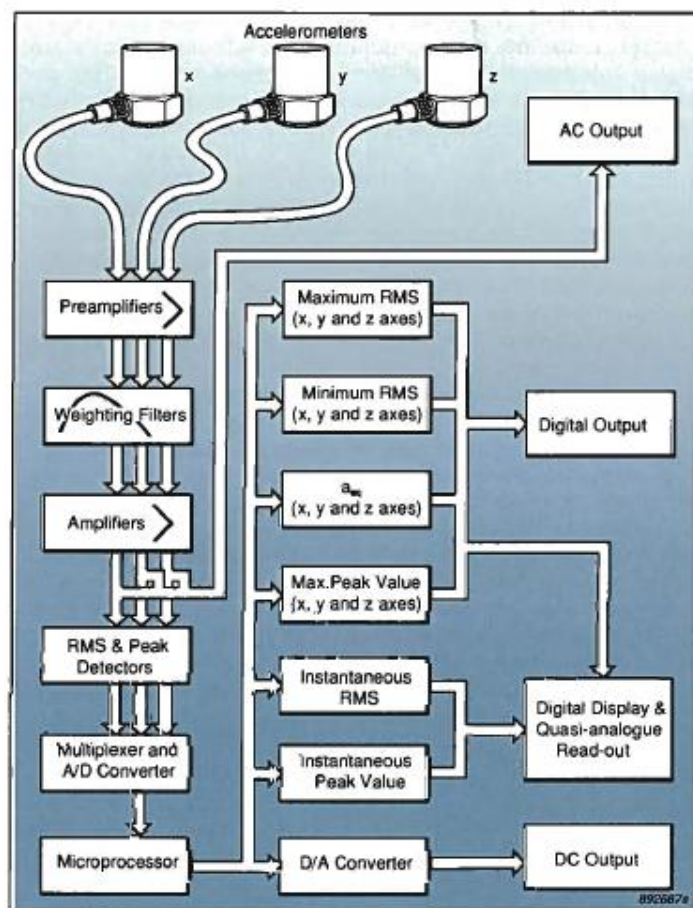 Accelerometers
x
y
z
AC Output
Preamplifiers
Weighting Filters
Amplifiers
RMS & Peak
Detectors
Multiplexer and
A/D Converter
Microprocessor
Maximum RMS
(x, y and z axes)
Minimum RMS
(x, y and z axes)
a eq
(x, y and z axes)
Max.Peak Value
(x, y and z axes)
Instantaneous
RMS
Instantaneous
Peak Value
D/A Converter
Digital Output
Digital Display &
Quasi-analogue
Read-out
DC Output